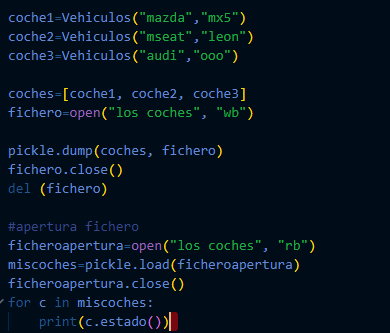 coche1=Vehiculos("mazda","mx5")
coche2=Vehiculos("mseat","leon")
coche3=Vehiculos("audi","ooo")
coches=[coche1, coche2, coche3]
fichero=open("los coches", "wb")
pickle.dump(coches, fichero)
fichero.close()
del (fichero)
#apertura fichero
ficheroapertura=open("los coches", "rb")
miscoches=pickle.load(ficheroapertura)
ficheroapertura.close()
for c in miscoches:
    print(c.estado())